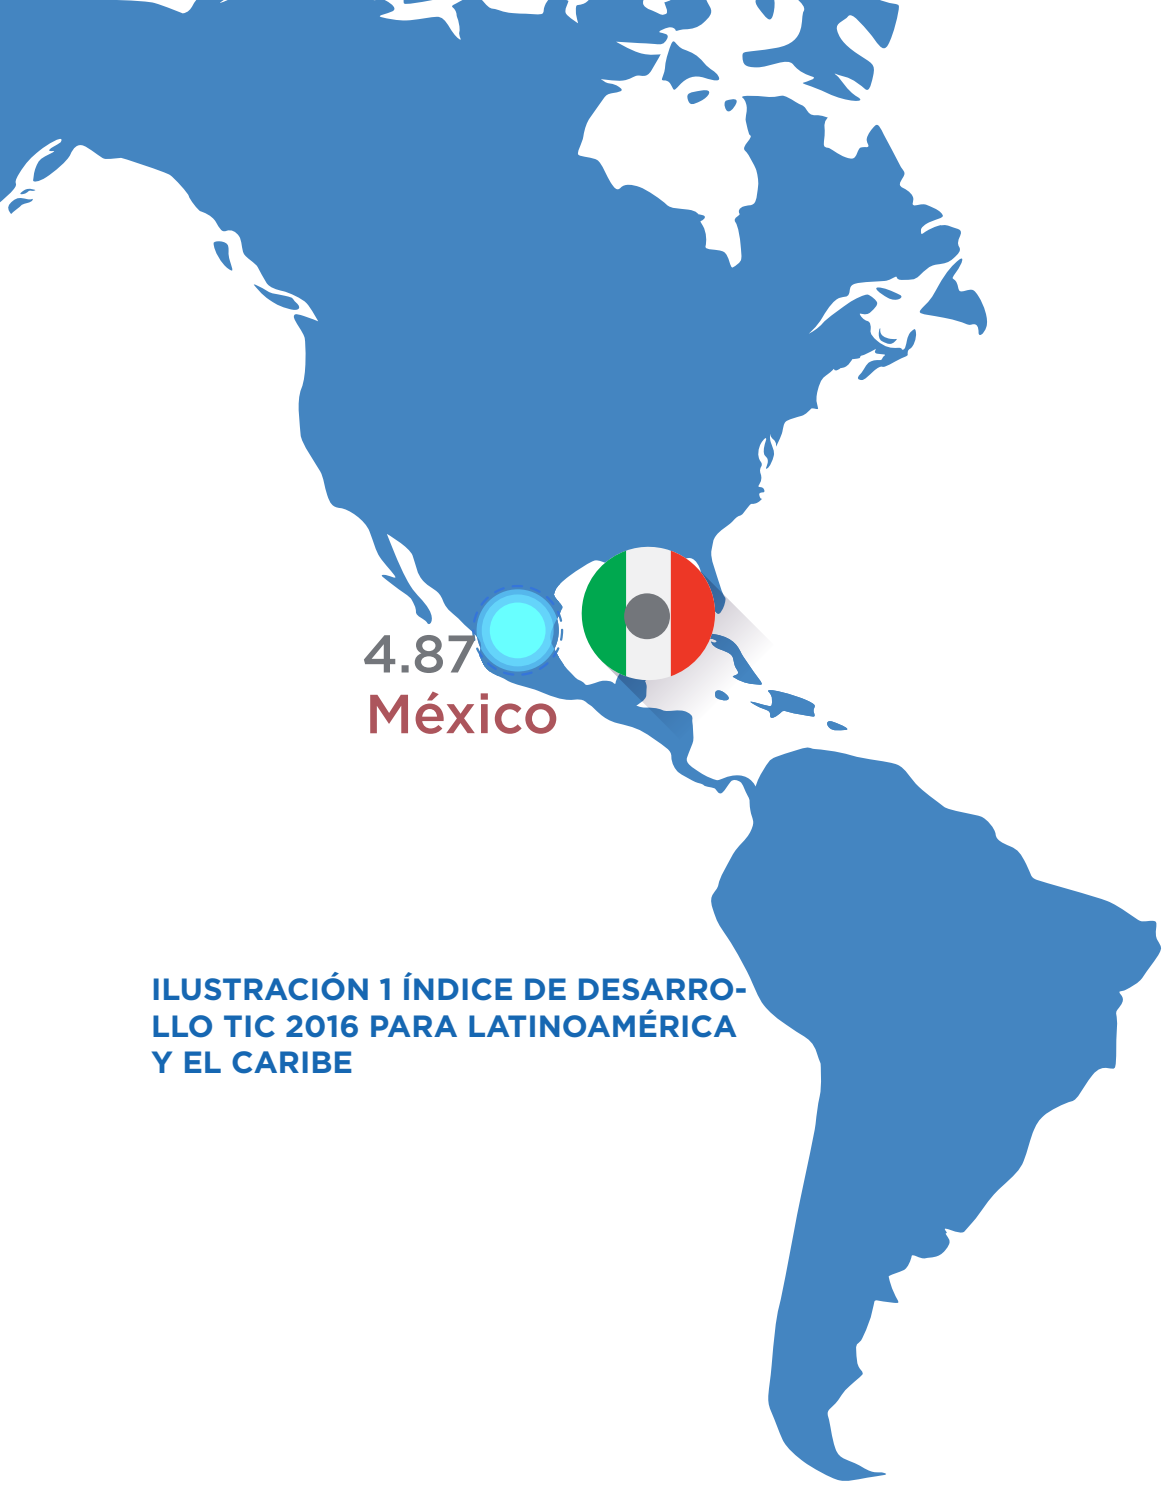 4.87
México
ILUSTRACIÓN 1 ÍNDICE DE DESARRO-
LLO TIC 2016 PARA LATINOAMÉRICA
Y EL CARIBE